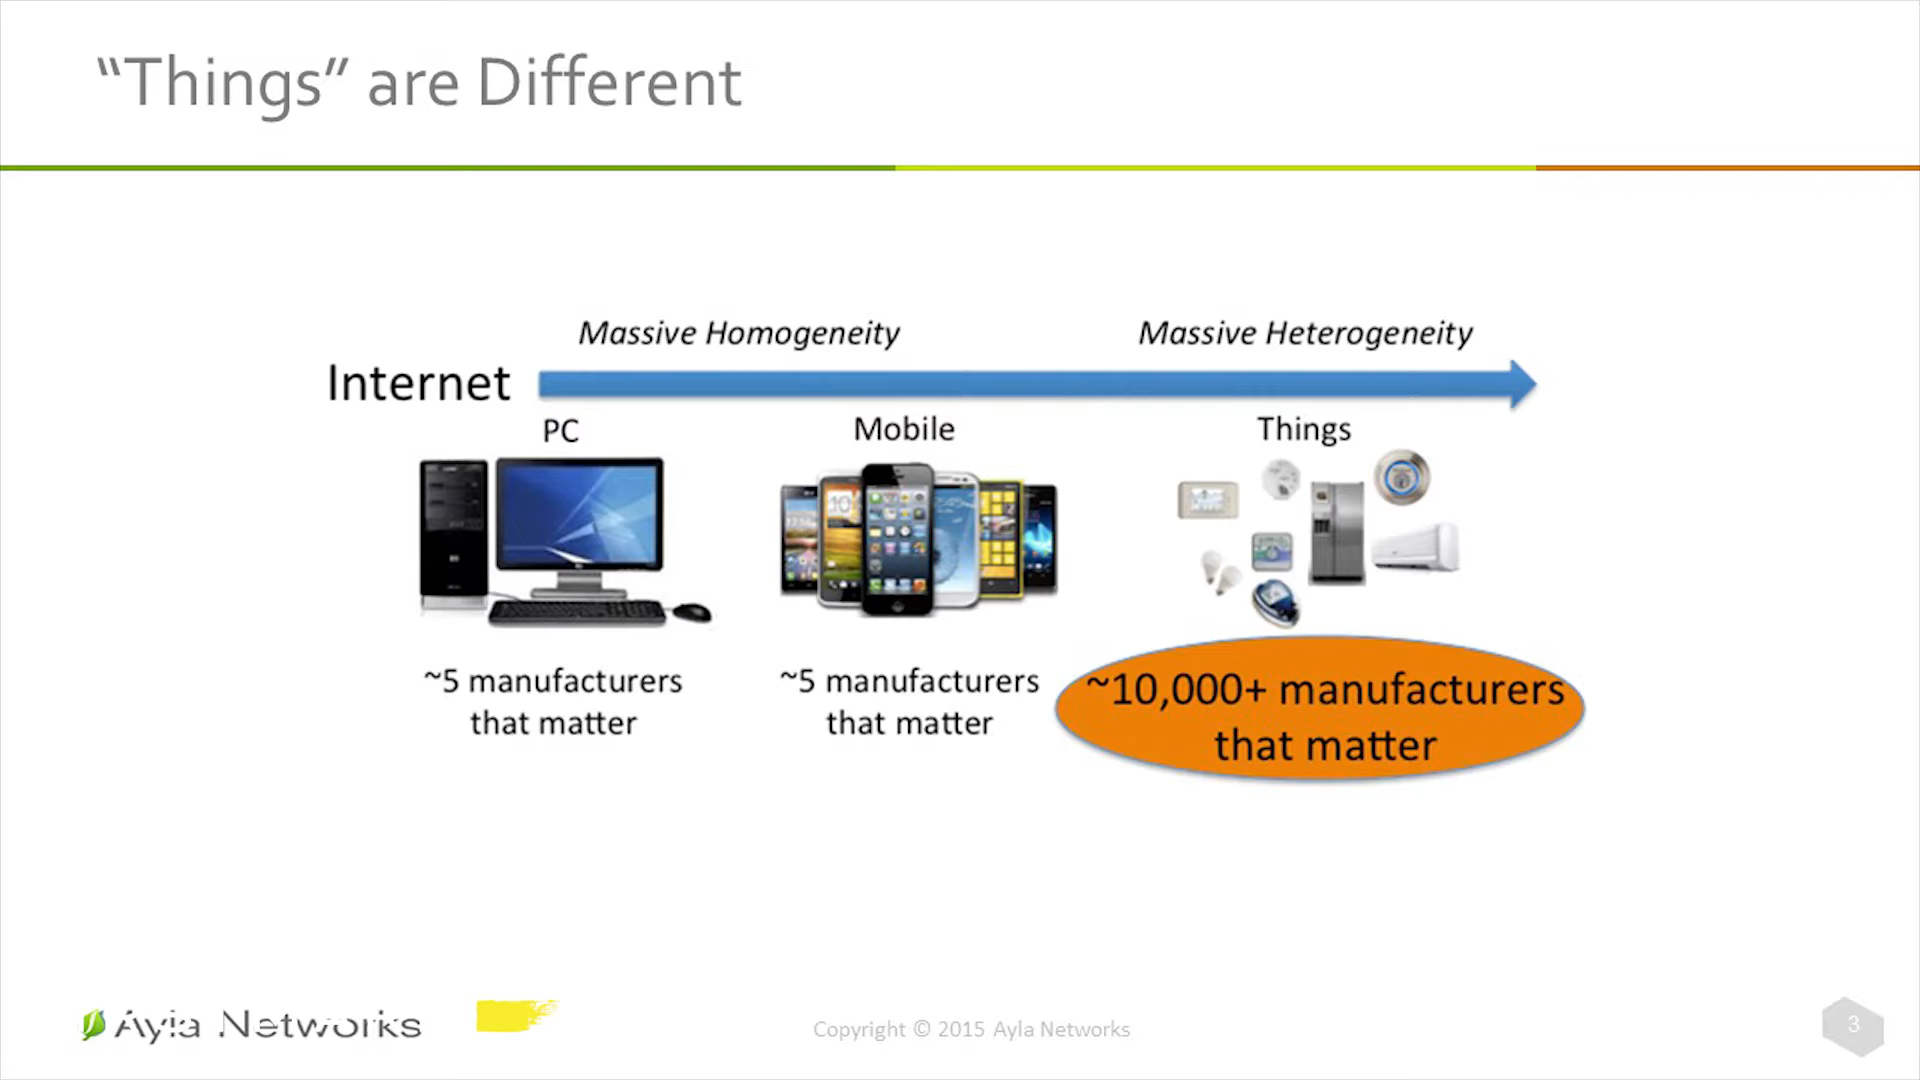 “Things” are Different
Massive Homogeneity
Massive Heterogeneity
Internet
PC
Mobile
Things
~5 manufacturers
that matter
~5 manufacturers
that matter
~10,000+ manufacturers
that matter
Ayla Networks
Copyright © 2015 Ayla Networks
3